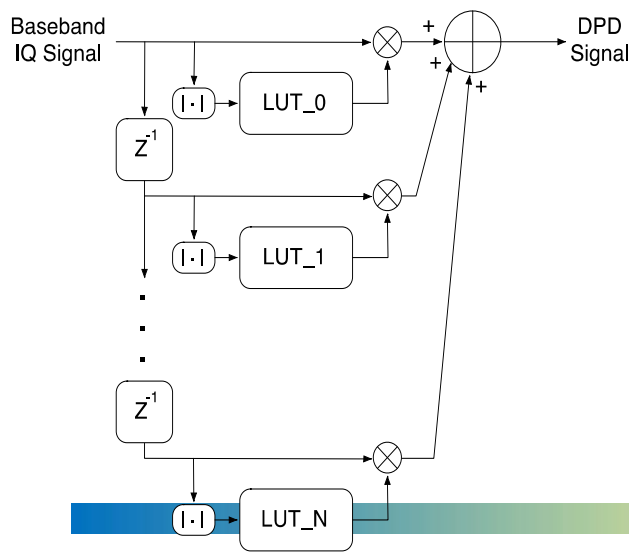 Baseband
IQ Signal
DPD
Signal
+
+
+
|·|
LUT_0
Z⁻¹
|·|
LUT_1
Z⁻¹
|·|
LUT_N